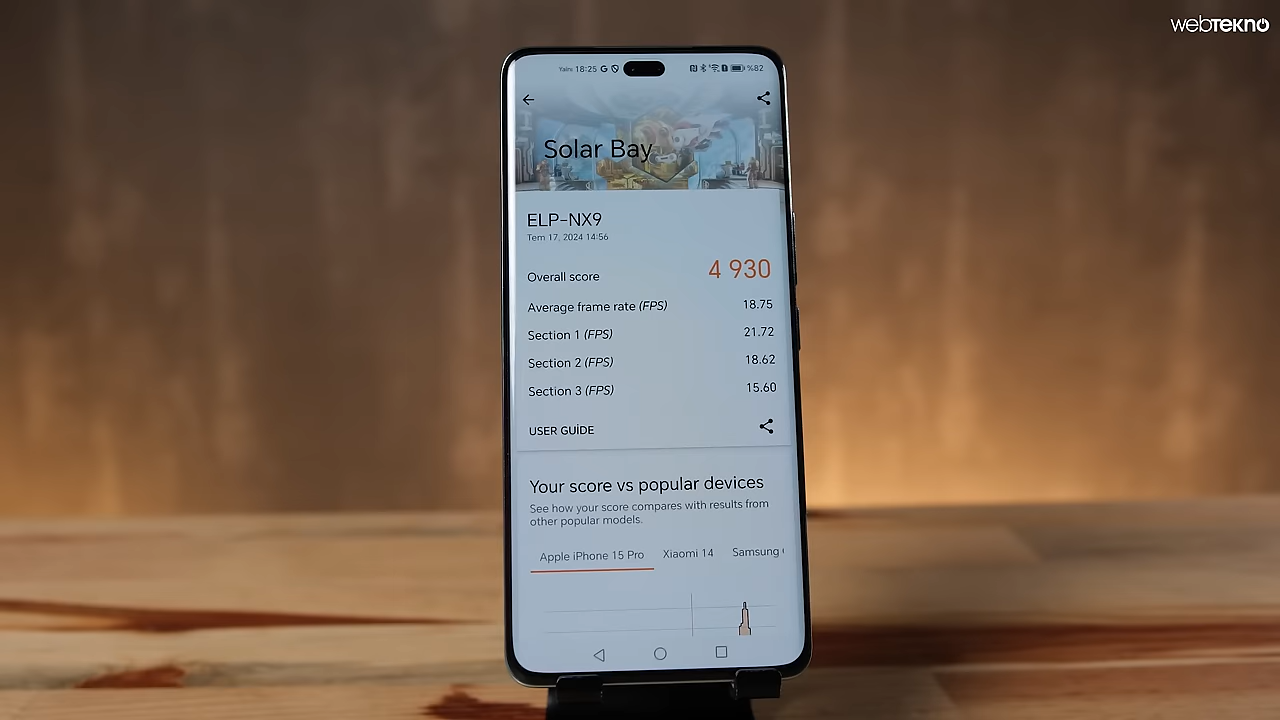 webTEKNO
Yalnı 18:25 %82
Solar Bay
ELP-NX9
Tem 17, 2024 14:56
Overall score 4 930
Average frame rate (FPS) 18.75
Section 1 (FPS) 21.72
Section 2 (FPS) 18.62
Section 3 (FPS) 15.60
USER GUİDE
Your score vs popular devices
See how your score compares with results from
other popular models.
Apple iPhone 15 Pro Xiaomi 14 Samsung